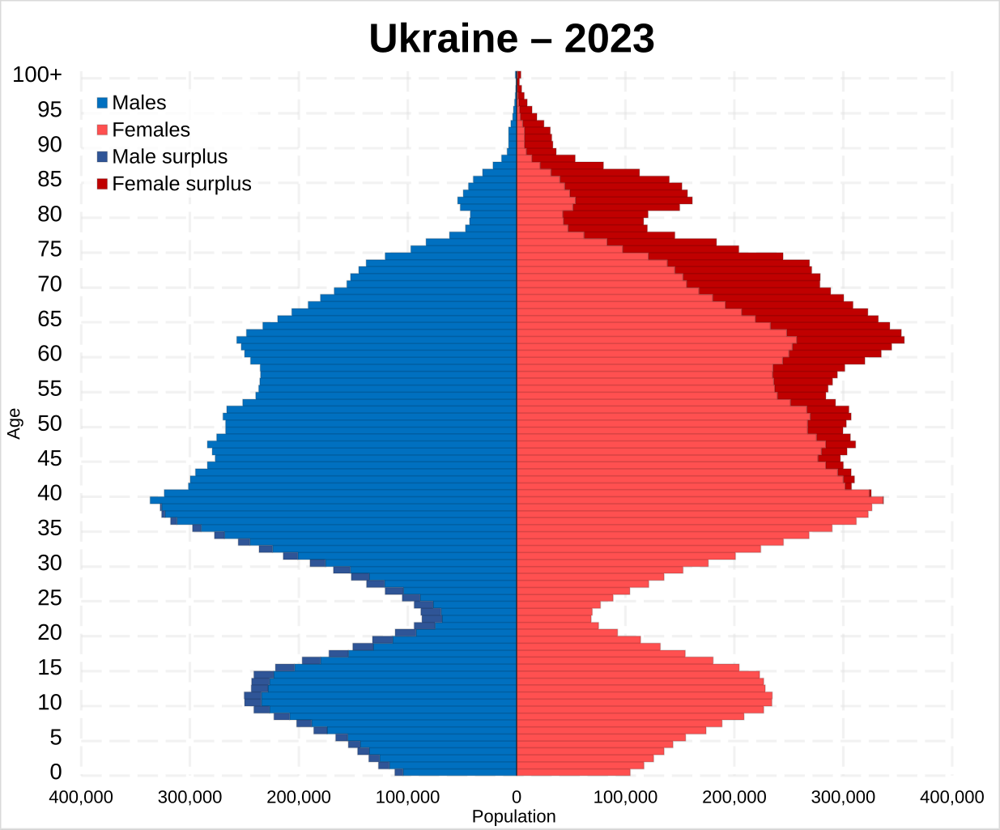 Ukraine – 2023
100+
95
90
85
80
75
70
65
60
55
50
45
40
35
30
25
20
15
10
5
0
Males
Females
Male surplus
Female surplus
Age
400,000 300,000 200,000 100,000 0 100,000 200,000 300,000 400,000
Population